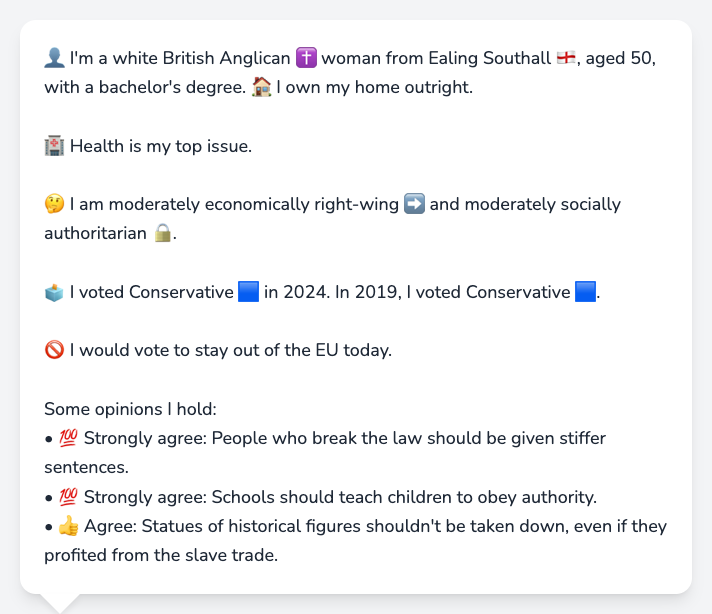 👤 I'm a white British Anglican ✝️ woman from Ealing Southall 🏴󠁧󠁢󠁥󠁮󠁧󠁿, aged 50,
with a bachelor's degree. 🏠 I own my home outright.
🏥 Health is my top issue.
🤔 I am moderately economically right-wing ➡️ and moderately socially
authoritarian 🔒.
🗳️ I voted Conservative 🟦 in 2024. In 2019, I voted Conservative 🟦.
🚫 I would vote to stay out of the EU today.
Some opinions I hold:
• 💯 Strongly agree: People who break the law should be given stiffer
sentences.
• 💯 Strongly agree: Schools should teach children to obey authority.
• 👍 Agree: Statues of historical figures shouldn't be taken down, even if they
profited from the slave trade.